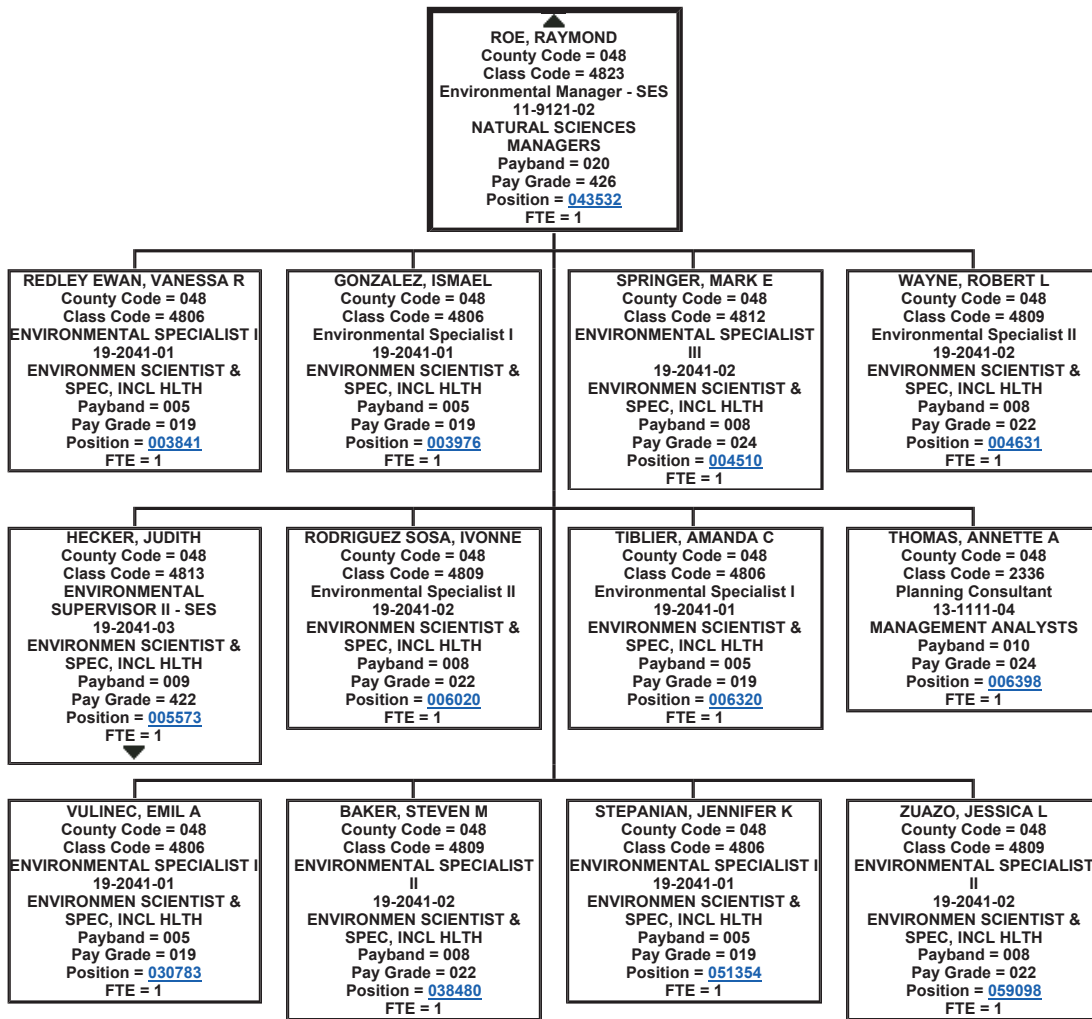 ROE, RAYMOND
County Code = 048
Class Code = 4823
Environmental Manager - SES
11-9121-02
NATURAL SCIENCES
MANAGERS
Payband = 020
Pay Grade = 426
Position = 043532
FTE = 1
REDLEY EWAN, VANESSA R
County Code = 048
Class Code = 4806
ENVIRONMENTAL SPECIALIST I
19-2041-01
ENVIRONMEN SCIENTIST &
SPEC, INCL HLTH
Payband = 005
Pay Grade = 019
Position = 003841
FTE = 1
GONZALEZ, ISMAEL
County Code = 048
Class Code = 4806
Environmental Specialist I
19-2041-01
ENVIRONMEN SCIENTIST &
SPEC, INCL HLTH
Payband = 005
Pay Grade = 019
Position = 003976
FTE = 1
SPRINGER, MARK E
County Code = 048
Class Code = 4812
ENVIRONMENTAL SPECIALIST
III
19-2041-02
ENVIRONMEN SCIENTIST &
SPEC, INCL HLTH
Payband = 008
Pay Grade = 024
Position = 004510
FTE = 1
WAYNE, ROBERT L
County Code = 048
Class Code = 4809
Environmental Specialist II
19-2041-02
ENVIRONMEN SCIENTIST &
SPEC, INCL HLTH
Payband = 008
Pay Grade = 022
Position = 004631
FTE = 1
HECKER, JUDITH
County Code = 048
Class Code = 4813
ENVIRONMENTAL
SUPERVISOR II - SES
19-2041-03
ENVIRONMEN SCIENTIST &
SPEC, INCL HLTH
Payband = 009
Pay Grade = 422
Position = 005573
FTE = 1
RODRIGUEZ SOSA, IVONNE
County Code = 048
Class Code = 4809
Environmental Specialist II
19-2041-02
ENVIRONMEN SCIENTIST &
SPEC, INCL HLTH
Payband = 008
Pay Grade = 022
Position = 006020
FTE = 1
TIBLIER, AMANDA C
County Code = 048
Class Code = 4806
Environmental Specialist I
19-2041-01
ENVIRONMEN SCIENTIST &
SPEC, INCL HLTH
Payband = 005
Pay Grade = 019
Position = 006320
FTE = 1
THOMAS, ANNETTE A
County Code = 048
Class Code = 2336
Planning Consultant
13-1111-04
MANAGEMENT ANALYSTS
Payband = 010
Pay Grade = 024
Position = 006398
FTE = 1
VULINEC, EMIL A
County Code = 048
Class Code = 4806
ENVIRONMENTAL SPECIALIST I
19-2041-01
ENVIRONMEN SCIENTIST &
SPEC, INCL HLTH
Payband = 005
Pay Grade = 019
Position = 030783
FTE = 1
BAKER, STEVEN M
County Code = 048
Class Code = 4809
ENVIRONMENTAL SPECIALIST
II
19-2041-02
ENVIRONMEN SCIENTIST &
SPEC, INCL HLTH
Payband = 008
Pay Grade = 022
Position = 038480
FTE = 1
STEPANIAN, JENNIFER K
County Code = 048
Class Code = 4806
ENVIRONMENTAL SPECIALIST I
19-2041-01
ENVIRONMEN SCIENTIST &
SPEC, INCL HLTH
Payband = 005
Pay Grade = 019
Position = 051354
FTE = 1
ZUAZO, JESSICA L
County Code = 048
Class Code = 4809
ENVIRONMENTAL SPECIALIST
II
19-2041-02
ENVIRONMEN SCIENTIST &
SPEC, INCL HLTH
Payband = 008
Pay Grade = 022
Position = 059098
FTE = 1